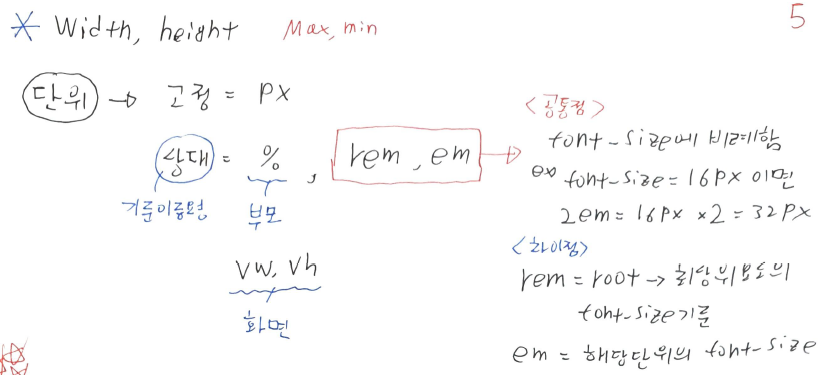 * Width, height Max, min 5
단위 → 고정 = px
상대 = %, rem, em
기준이 필요함 부모
vw, vh
화면
<공통점>
font-size에 비례함
ex font-size = 16px 이면
2em = 16px × 2 = 32px
<차이점>
rem = root → 최상위요소의
font-size기준
em = 해당단위의 font-size